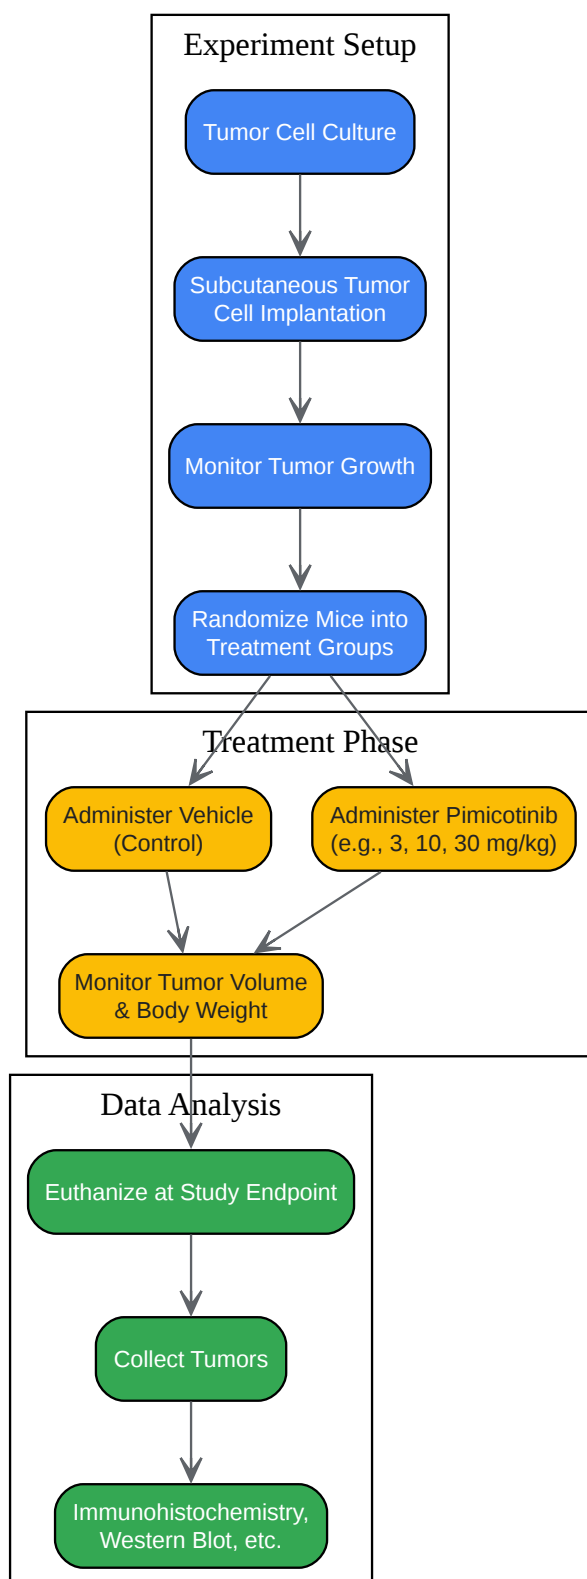 Experiment Setup
Tumor Cell Culture
Subcutaneous Tumor
Cell Implantation
Monitor Tumor Growth
Randomize Mice into
Treatment Groups
Treatment Phase
Administer Vehicle
(Control)
Administer Pimicotinib
(e.g., 3, 10, 30 mg/kg)
Monitor Tumor Volume
& Body Weight
Data Analysis
Euthanize at Study Endpoint
Collect Tumors
Immunohistochemistry,
Western Blot, etc.